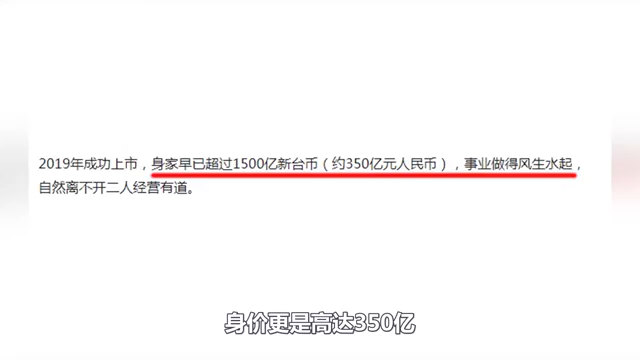 2019年成功上市，身家早已超过1500亿新台币（约350亿元人民币），事业做得风生水起，
自然离不开二人经营有道。
身价更是高达350亿